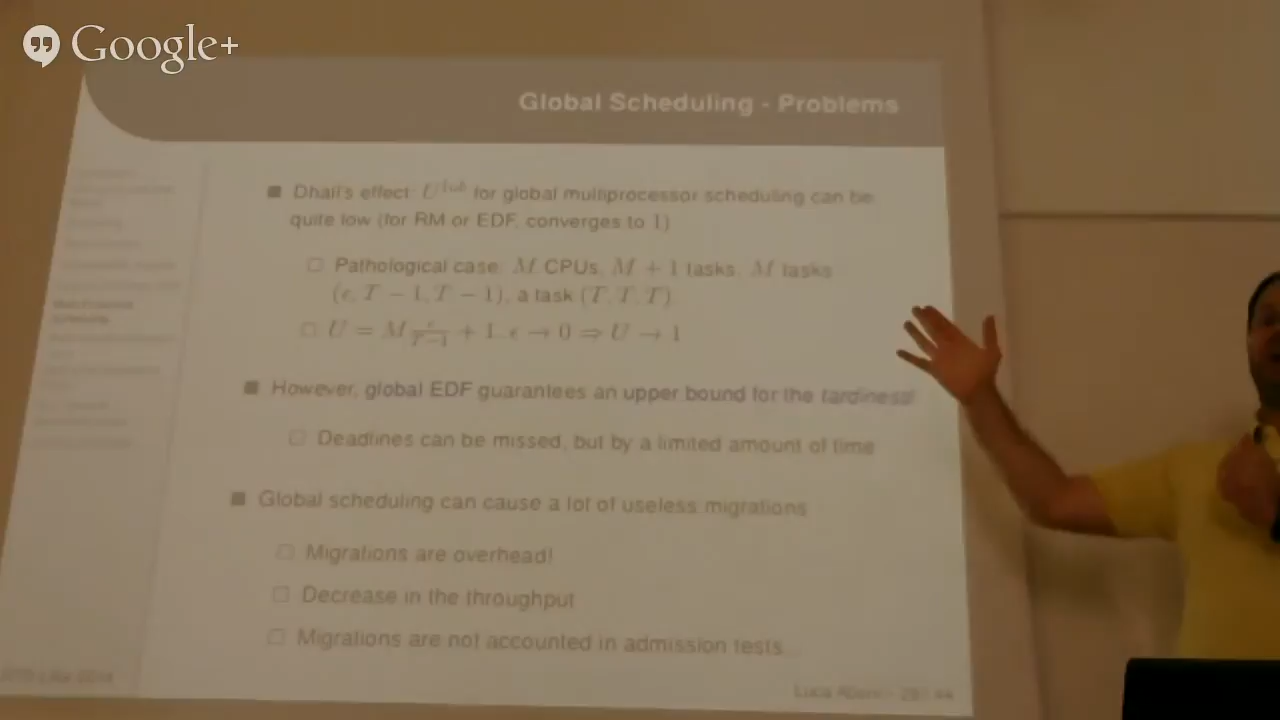 Google+
Global Scheduling - Problems
■ Dhall's effect: U^lub for global multiprocessor scheduling can be
quite low (for RM or EDF, converges to 1)
□ Pathological case: M CPUs, M + 1 tasks. M tasks
(ϵ, T − 1, T − 1), a task (T, T, T).
□ U = M ϵ/(T−1) + 1. ϵ → 0 ⇒ U → 1
■ However, global EDF guarantees an upper bound for the tardiness!
□ Deadlines can be missed, but by a limited amount of time
■ Global scheduling can cause a lot of useless migrations
□ Migrations are overhead!
□ Decrease in the throughput
□ Migrations are not accounted in admission tests...
Luca